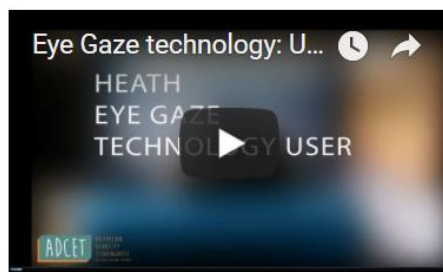 Eye Gaze technology: U...
HEATH
EYE GAZE
TECHNOLOGY USER
ADCET